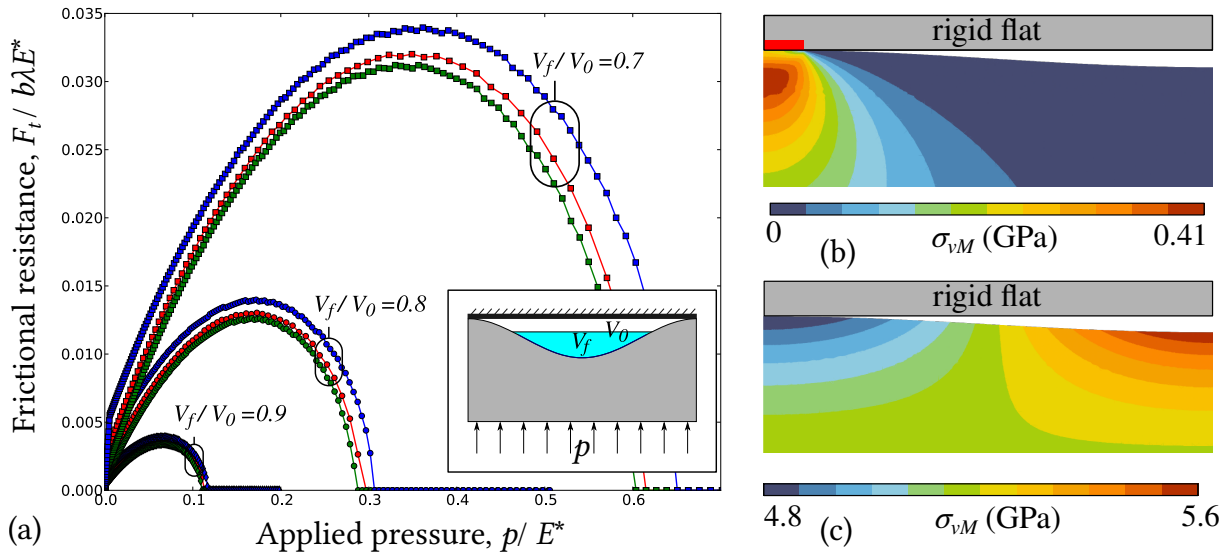 Frictional resistance, F_t / bλE*
0.035
0.030
0.025
0.020
0.015
0.010
0.005
0.000
V_f / V_0 = 0.7
V_f / V_0 = 0.8
V_f / V_0 = 0.9
V_0
V_f
p
0.0 0.1 0.2 0.3 0.4 0.5 0.6
Applied pressure, p/ E*
(a)
rigid flat
0 σ_vM (GPa) 0.41
(b)
rigid flat
4.8 σ_vM (GPa) 5.6
(c)